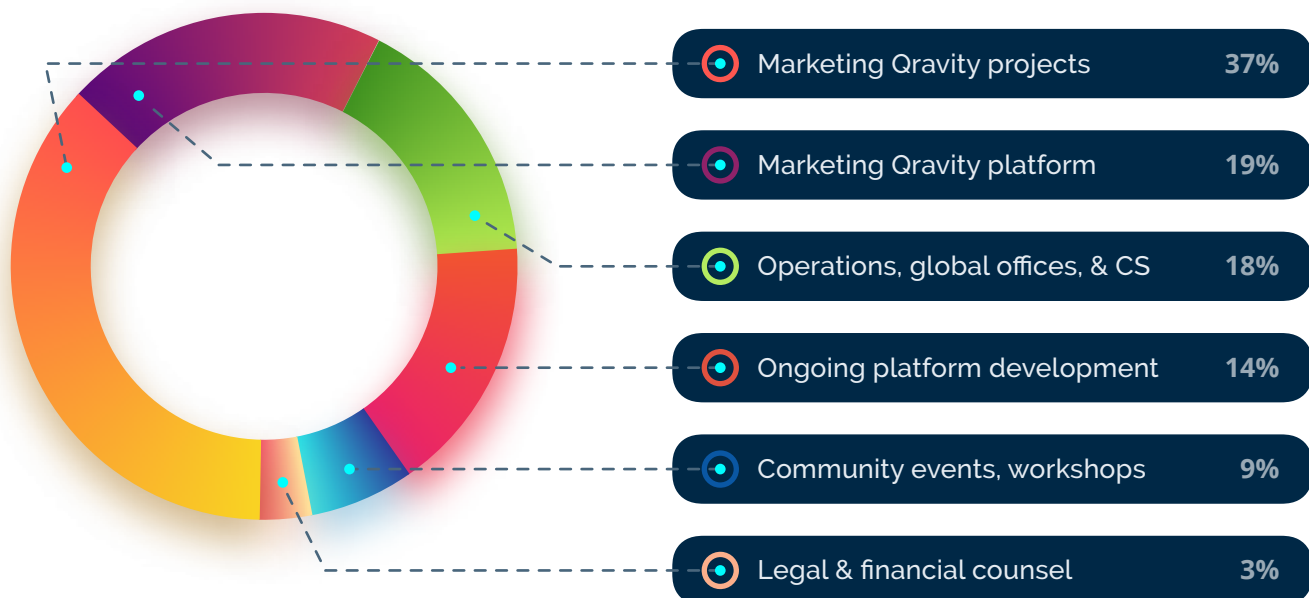 Marketing Qravity projects 37%
Marketing Qravity platform 19%
Operations, global offices, & CS 18%
Ongoing platform development 14%
Community events, workshops 9%
Legal & financial counsel 3%